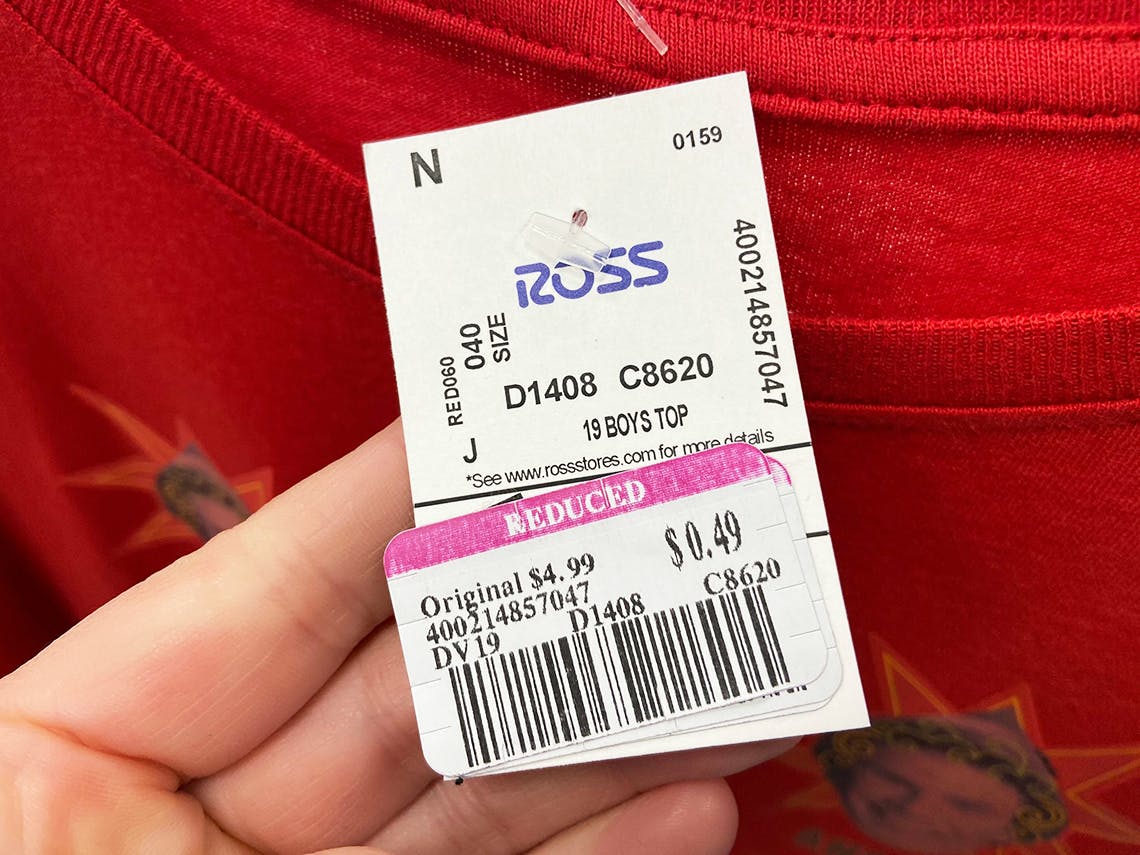 N
0159
ROSS
400214857047
RED060
040
SIZE
J
D1408 C8620
19 BOYS TOP
*See www.rossstores.com for more details
REDUCED
$0.49
Original $4.99
400214857047
D1408 C8620
DV19